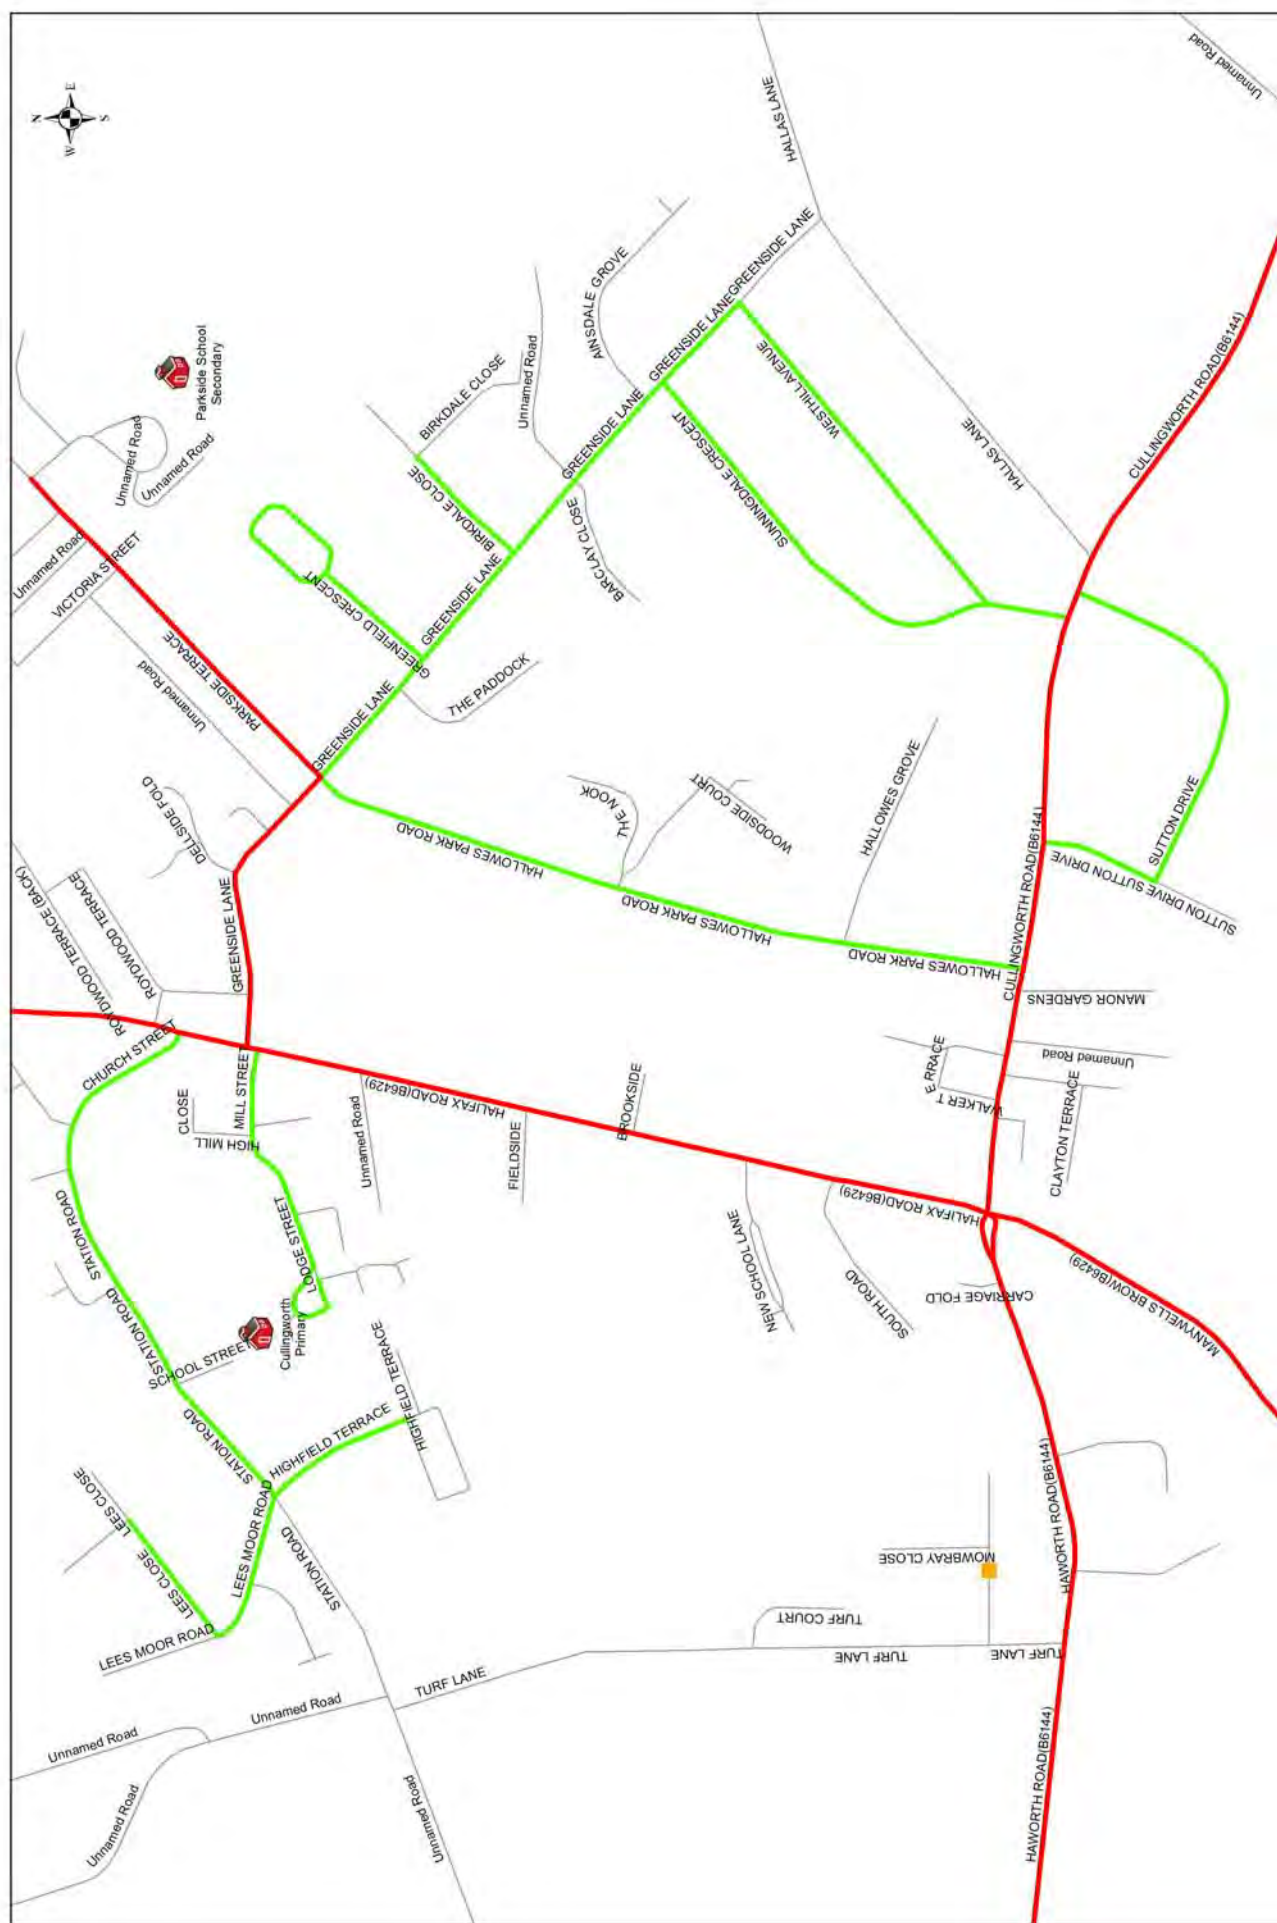 N
E
W
S
HALLAS LANE
Unnamed Road
Parkside School
Secondary
Unnamed Road
Unnamed Road
Unnamed Road
VICTORIA STREET
PARKSIDE TERRACE
Unnamed Road
BIRKDALE CLOSE
Unnamed Road
AINSDALE GROVE
GREENSIDE LANE
GREENSIDE LANE
GREENSIDE LANE
WESTHILL AVENUE
SUNNINGDALE CRESCENT
HALLAS LANE
CULLINGWORTH ROAD(B6144)
BIRKDALE CLOSE
GREENSIDE LANE
BARCLAY CLOSE
GREENFIELD CRESCENT
GREENSIDE LANE
THE PADDOCK
GREENSIDE LANE
DELLSIDE FOLD
ROYDWOOD TERRACE (BACK)
ROYDWOOD TERRACE
GREENSIDE LANE
HALLOWES PARK ROAD
THE NOOK
WOODSIDE COURT
HALLOWES GROVE
HALLOWES PARK ROAD
HALLOWES PARK ROAD
HALLOWES PARK ROAD
CULLINGWORTH ROAD(B6144)
SUTTON DRIVE
SUTTON DRIVE
SUTTON DRIVE
SUTTON DRIVE
MANOR GARDENS
Unnamed Road
WALKER T
ERRACE
CLAYTON TERRACE
CHURCH STREET
MILL STREET
CLOSE
HIGH MILL
HALIFAX ROAD(B6429)
Unnamed Road
FIELDSIDE
BROOKSIDE
STATION ROAD
LODGE STREET
NEW SCHOOL LANE
HALIFAX ROAD(B6429)
SOUTH ROAD
CARRIAGE FOLD
MANYWELLS BROW(B6429)
STATION ROAD
SCHOOL STREET
Cullingworth
Primary
STATION ROAD
HIGHFIELD TERRACE
HIGHFIELD TERRACE
LEES CLOSE
LEES CLOSE
LEES MOOR ROAD
LEES MOOR ROAD
STATION ROAD
HAWORTH ROAD(B6144)
MOWBRAY CLOSE
TURF COURT
TURF LANE
TURF LANE
TURF LANE
Unnamed Road
Unnamed Road
Unnamed Road
Unnamed Road
HAWORTH ROAD(B6144)